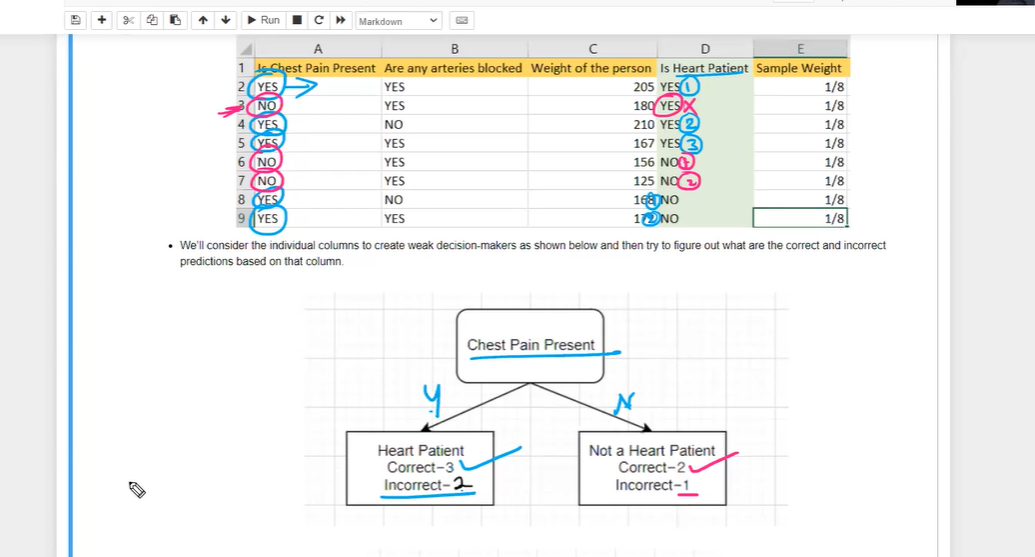 Run Markdown
A B C D E
1 Is Chest Pain Present Are any arteries blocked Weight of the person Is Heart Patient Sample Weight
2 YES YES 205 YES 1 1/8
3 NO YES 180 YES X 1/8
4 YES NO 210 YES 2 1/8
5 YES YES 167 YES 3 1/8
6 NO YES 156 NO 1 1/8
7 NO YES 125 NO 2 1/8
8 YES NO 168 NO 1/8
9 YES YES 172 NO 1/8
• We'll consider the individual columns to create weak decision-makers as shown below and then try to figure out what are the correct and incorrect
predictions based on that column.
Chest Pain Present
Y N
Heart Patient
Correct-3
Incorrect-2
Not a Heart Patient
Correct-2
Incorrect-1